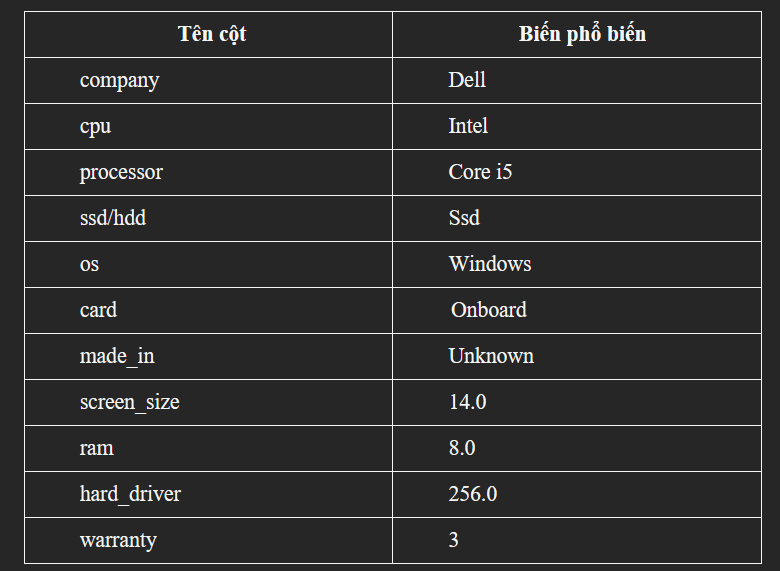 Tên cột Biến phổ biến
company Dell
cpu Intel
processor Core i5
ssd/hdd Ssd
os Windows
card Onboard
made_in Unknown
screen_size 14.0
ram 8.0
hard_driver 256.0
warranty 3